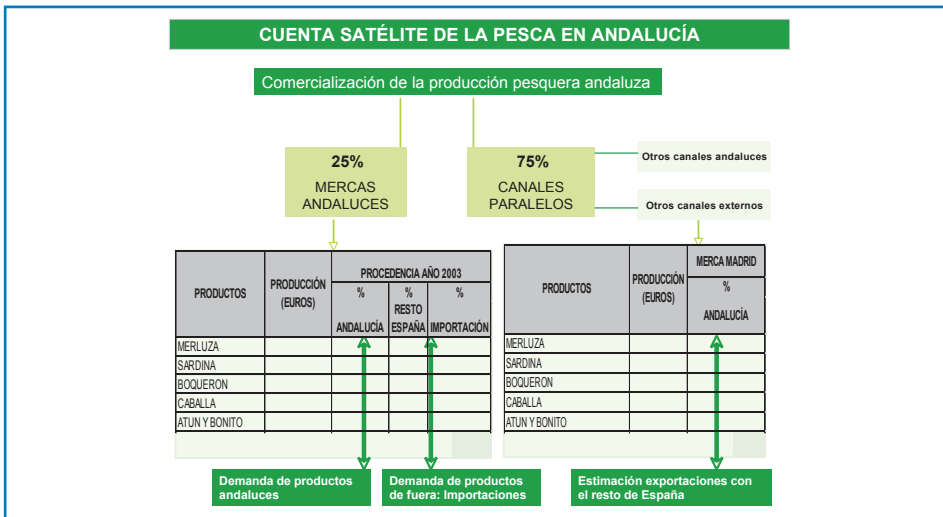 CUENTA SATÉLITE DE LA PESCA EN ANDALUCÍA
Comercialización de la producción pesquera andaluza
25%
MERCAS
ANDALUCES
75%
CANALES
PARALELOS
Otros canales andaluces
Otros canales externos
PRODUCTOS
PRODUCCIÓN
(EUROS)
PROCEDENCIA AÑO 2003
%
ANDALUCÍA
%
RESTO
ESPAÑA
%
IMPORTACIÓN
MERLUZA
SARDINA
BOQUERON
CABALLA
ATUN Y BONITO
PRODUCTOS
PRODUCCIÓN
(EUROS)
MERCA MADRID
%
ANDALUCÍA
MERLUZA
SARDINA
BOQUERON
CABALLA
ATUN Y BONITO
Demanda de productos
andaluces
Demanda de productos
de fuera: Importaciones
Estimación exportaciones con
el resto de España